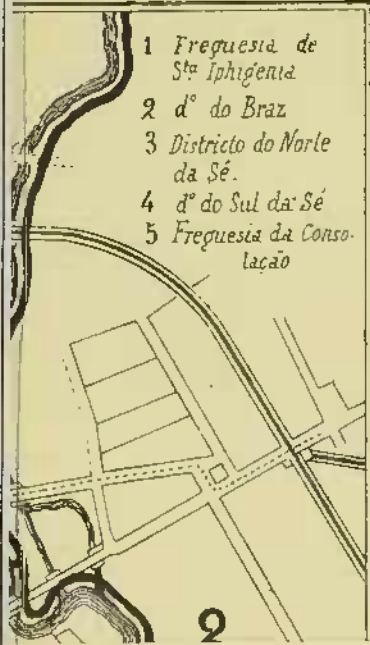 1 Freguesia de
Sta Iphigenia
2 do do Braz
3 Districto do Norte
da Sé.
4 do do Sul da Sé
5 Freguesia da Conso-
lação
2